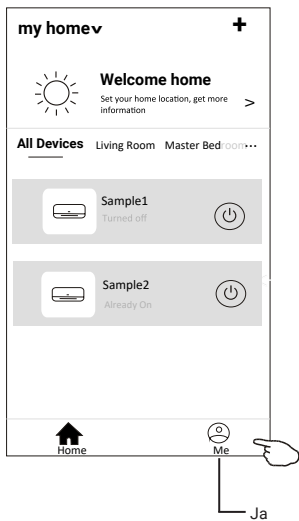 my home
Welcome home
Set your home location, get more
information
All Devices Living Room Master Bedroom...
Sample1
Turned off
Sample2
Already On
Home Me
Ja